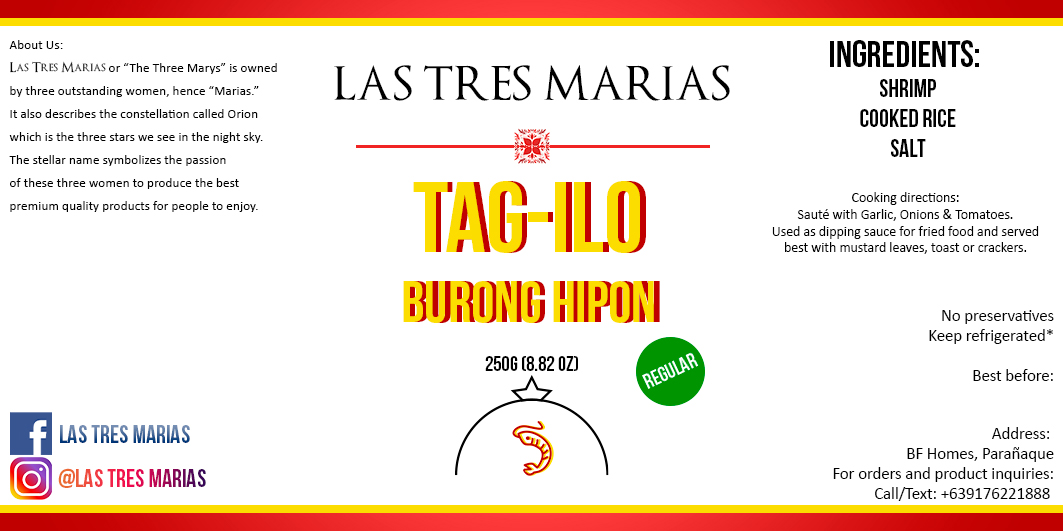 About Us:
LAS TRES MARIAS or “The Three Marys” is owned
by three outstanding women, hence “Marias.”
It also describes the constellation called Orion
which is the three stars we see in the night sky.
The stellar name symbolizes the passion
of these three women to produce the best
premium quality products for people to enjoy.
LAS TRES MARIAS
@LAS TRES MARIAS
LAS TRES MARIAS
TAG-ILO
BURONG HIPON
250G (8.82 OZ)
REGULAR
INGREDIENTS:
SHRIMP
COOKED RICE
SALT
Cooking directions:
Sauté with Garlic, Onions & Tomatoes.
Used as dipping sauce for fried food and served
best with mustard leaves, toast or crackers.
No preservatives
Keep refrigerated*
Best before:
Address:
BF Homes, Parañaque
For orders and product inquiries:
Call/Text: +639176221888